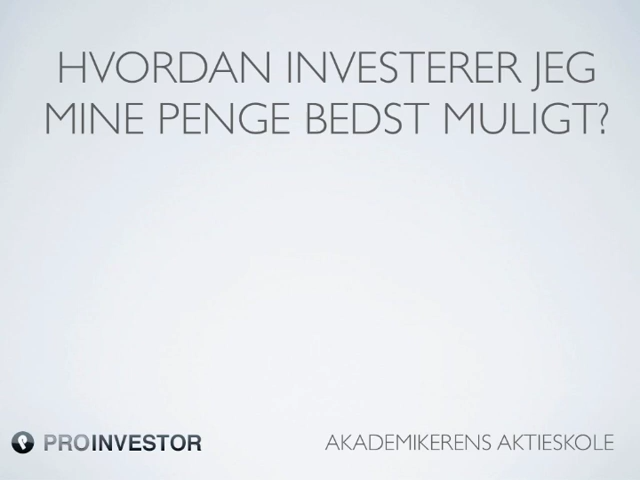 HVORDAN INVESTERER JEG
MINE PENGE BEDST MULIGT?
PROINVESTOR
AKADEMIKERENS AKTIESKOLE